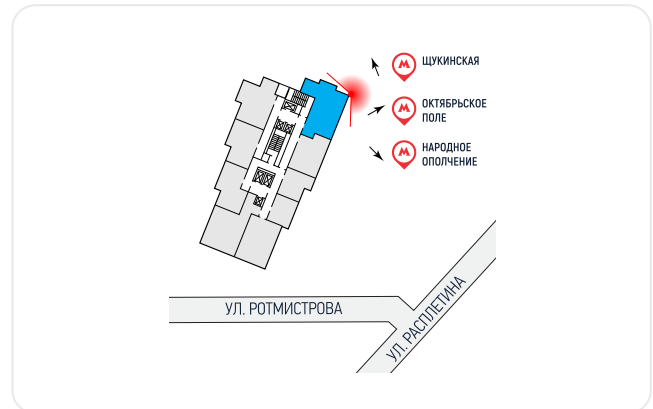 ЩУКИНСКАЯ
ОКТЯБРЬСКОЕ
ПОЛЕ
НАРОДНОЕ
ОПОЛЧЕНИЕ
УЛ. РОТМИСТРОВА
УЛ. РАСПЛЕТИНА